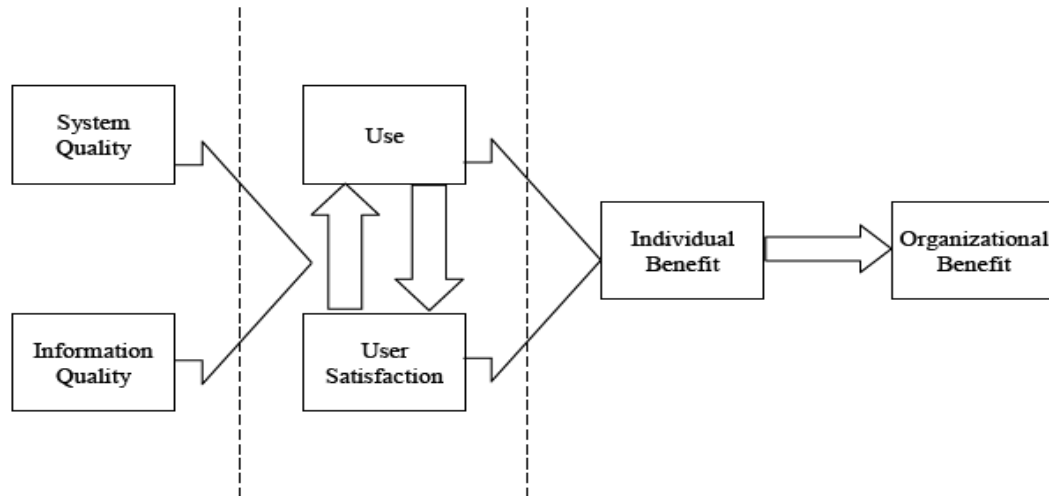 System
Quality
Use
Individual
Benefit
Organizational
Benefit
Information
Quality
User
Satisfaction